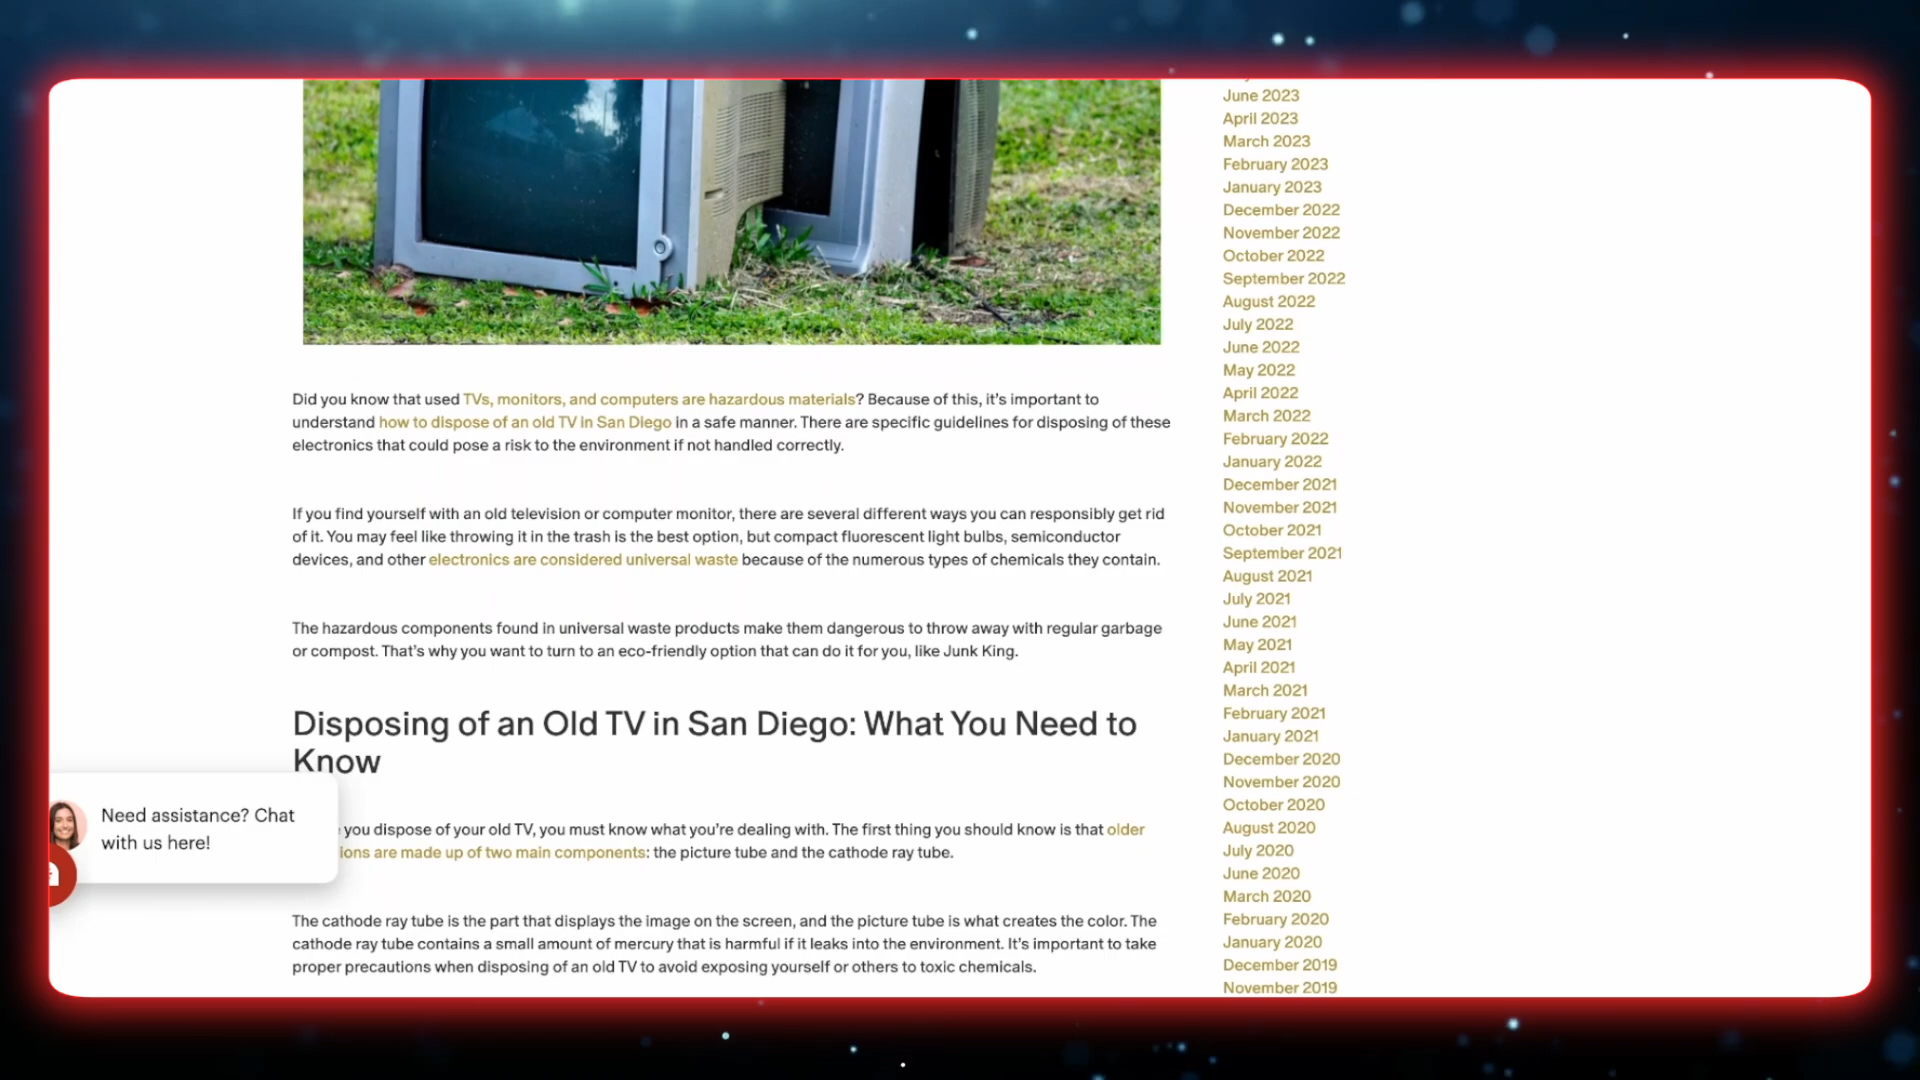 Did you know that used TVs, monitors, and computers are hazardous materials? Because of this, it's important to
understand how to dispose of an old TV in San Diego in a safe manner. There are specific guidelines for disposing of these
electronics that could pose a risk to the environment if not handled correctly.
If you find yourself with an old television or computer monitor, there are several different ways you can responsibly get rid
of it. You may feel like throwing it in the trash is the best option, but compact fluorescent light bulbs, semiconductor
devices, and other electronics are considered universal waste because of the numerous types of chemicals they contain.
The hazardous components found in universal waste products make them dangerous to throw away with regular garbage
or compost. That's why you want to turn to an eco-friendly option that can do it for you, like Junk King.
Disposing of an Old TV in San Diego: What You Need to
Know
you dispose of your old TV, you must know what you're dealing with. The first thing you should know is that older
ions are made up of two main components: the picture tube and the cathode ray tube.
The cathode ray tube is the part that displays the image on the screen, and the picture tube is what creates the color. The
cathode ray tube contains a small amount of mercury that is harmful if it leaks into the environment. It's important to take
proper precautions when disposing of an old TV to avoid exposing yourself or others to toxic chemicals.
Need assistance? Chat
with us here!
June 2023
April 2023
March 2023
February 2023
January 2023
December 2022
November 2022
October 2022
September 2022
August 2022
July 2022
June 2022
May 2022
April 2022
March 2022
February 2022
January 2022
December 2021
November 2021
October 2021
September 2021
August 2021
July 2021
June 2021
May 2021
April 2021
March 2021
February 2021
January 2021
December 2020
November 2020
October 2020
August 2020
July 2020
June 2020
March 2020
February 2020
January 2020
December 2019
November 2019